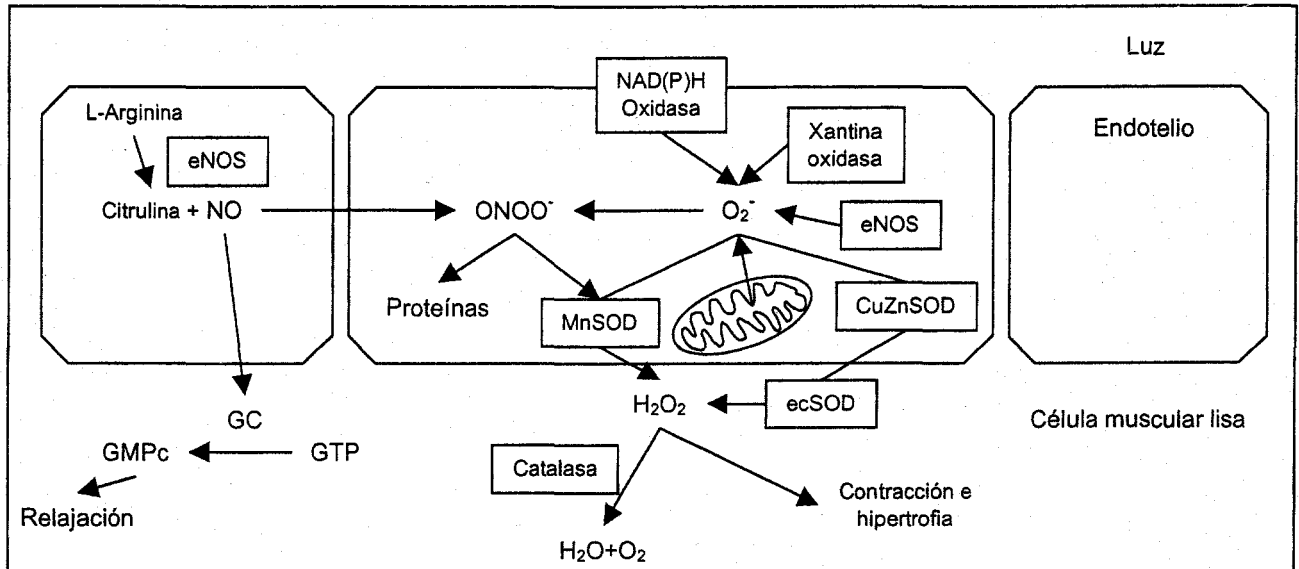 Luz
NAD(P)H
Oxidasa
L-Arginina
eNOS
Xantina
oxidasa
Endotelio
Citrulina + NO
ONOO⁻
O₂⁻
eNOS
Proteínas
MnSOD
CuZnSOD
H₂O₂
ecSOD
Célula muscular lisa
GC
GMPc
GTP
Catalasa
Contracción e
hipertrofia
Relajación
H₂O+O₂